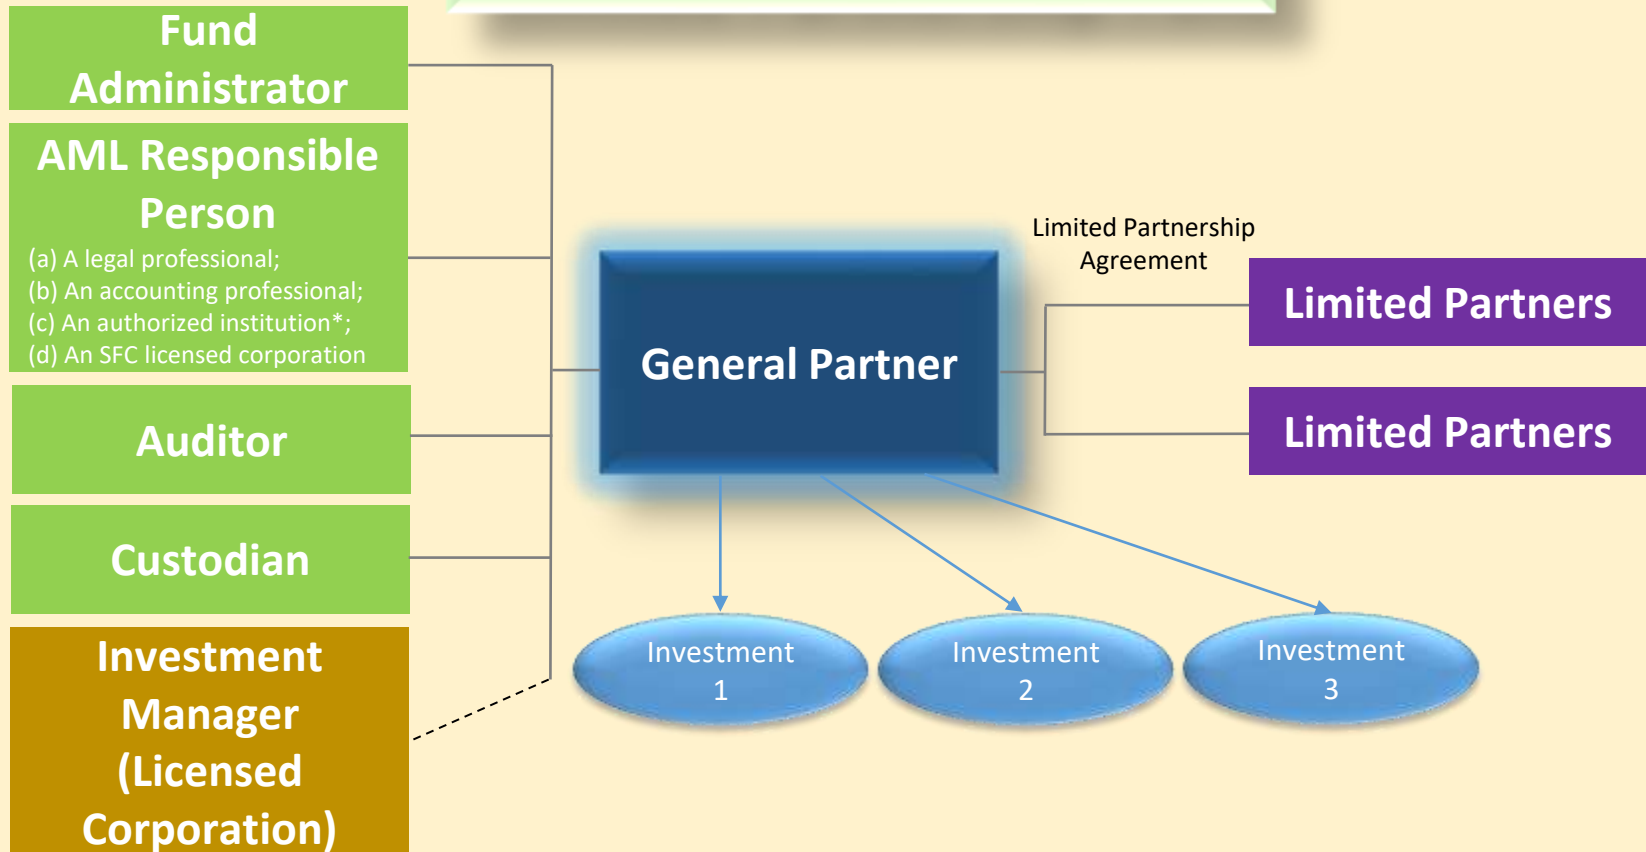 Fund
Administrator
AML Responsible
Person
(a) A legal professional;
(b) An accounting professional;
(c) An authorized institution*;
(d) An SFC licensed corporation
Auditor
Custodian
Investment
Manager
(Licensed
Corporation)
General Partner
Limited Partnership
Agreement
Limited Partners
Limited Partners
Investment
1
Investment
2
Investment
3